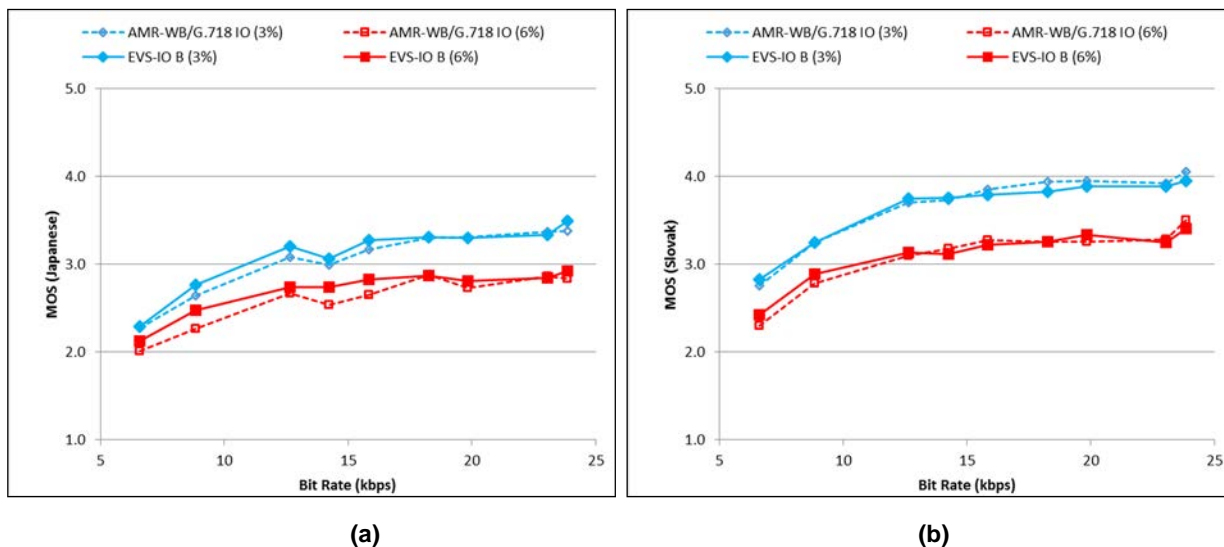 AMR-WB/G.718 IO (3%) AMR-WB/G.718 IO (6%)
EVS-IO B (3%) EVS-IO B (6%)
5.0
4.0
3.0
2.0
1.0
MOS (Japanese)
5 10 15 20 25
Bit Rate (kbps)
(a)
AMR-WB/G.718 IO (3%) AMR-WB/G.718 IO (6%)
EVS-IO B (3%) EVS-IO B (6%)
5.0
4.0
3.0
2.0
1.0
MOS (Slovak)
5 10 15 20 25
Bit Rate (kbps)
(b)